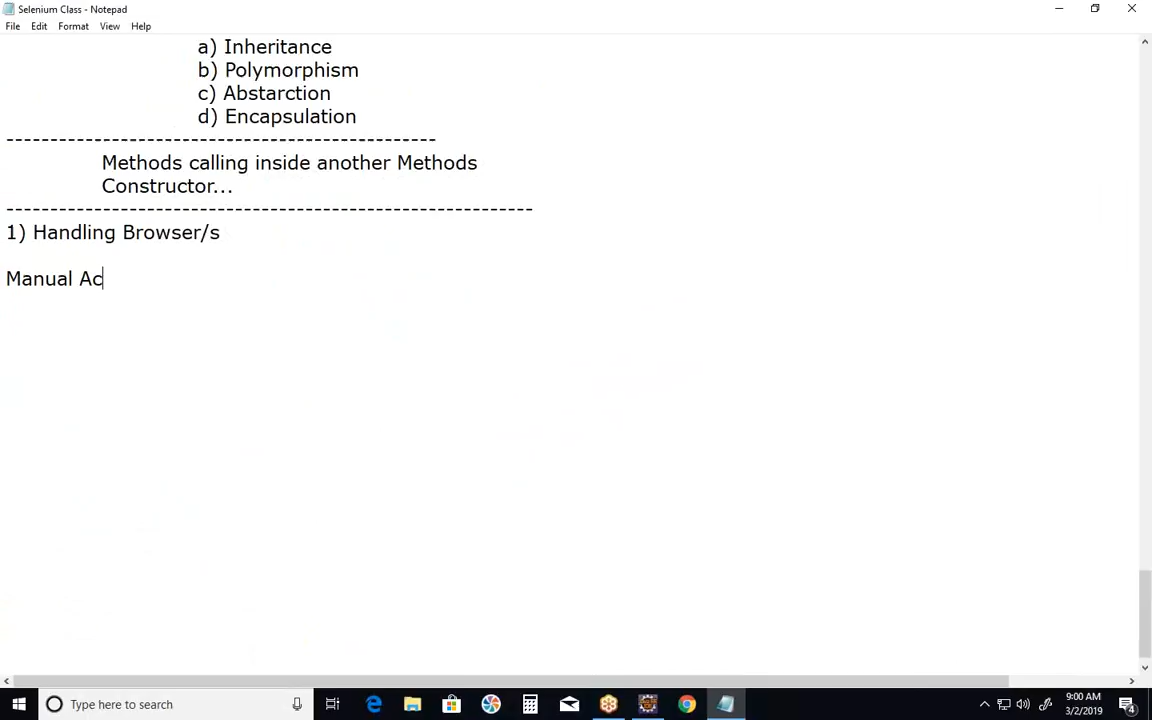 Selenium Class - Notepad
File Edit Format View Help
a) Inheritance
b) Polymorphism
c) Abstarction
d) Encapsulation
-------------------------------------------------
Methods calling inside another Methods
Constructor...
------------------------------------------------------------
1) Handling Browser/s
Manual Ac
Type here to search
9:00 AM
3/2/2019
4